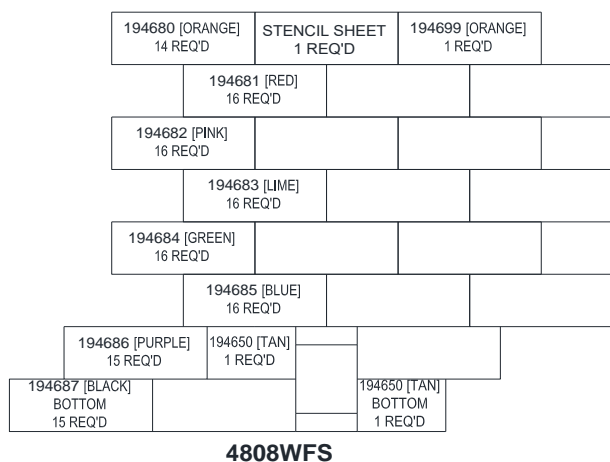 194680 [ORANGE]
14 REQ'D
STENCIL SHEET
1 REQ'D
194699 [ORANGE]
1 REQ'D
194681 [RED]
16 REQ'D
194682 [PINK]
16 REQ'D
194683 [LIME]
16 REQ'D
194684 [GREEN]
16 REQ'D
194685 [BLUE]
16 REQ'D
194686 [PURPLE]
15 REQ'D
194650 [TAN]
1 REQ'D
194687 [BLACK]
BOTTOM
15 REQ'D
194650 [TAN]
BOTTOM
1 REQ'D
4808WFS